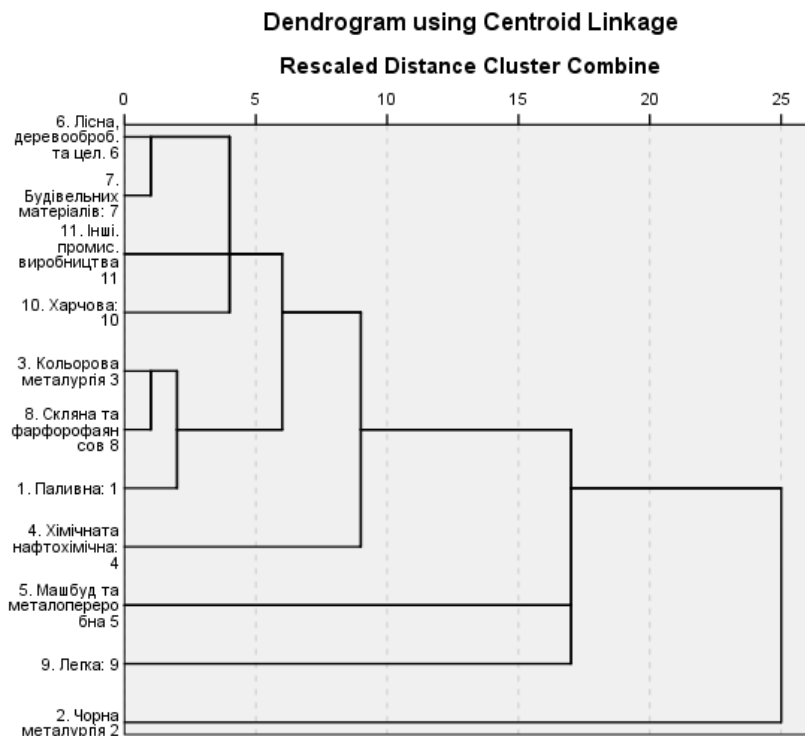 Dendrogram using Centroid Linkage
Rescaled Distance Cluster Combine
0 5 10 15 20 25
6. Лісна,
деревооброб.
та цел. 6
7.
Будівельних
матеріалів: 7
11. Інші.
промис.
виробництва
11
10. Харчова:
10
3. Кольорова
металургія 3
8. Скляна та
фарфорофаян
сов 8
1. Паливна: 1
4. Хімічната
нафтохімічна:
4
5. Машбуд та
металоперероб
бна 5
9. Легка: 9
2. Чорна
металургія 2